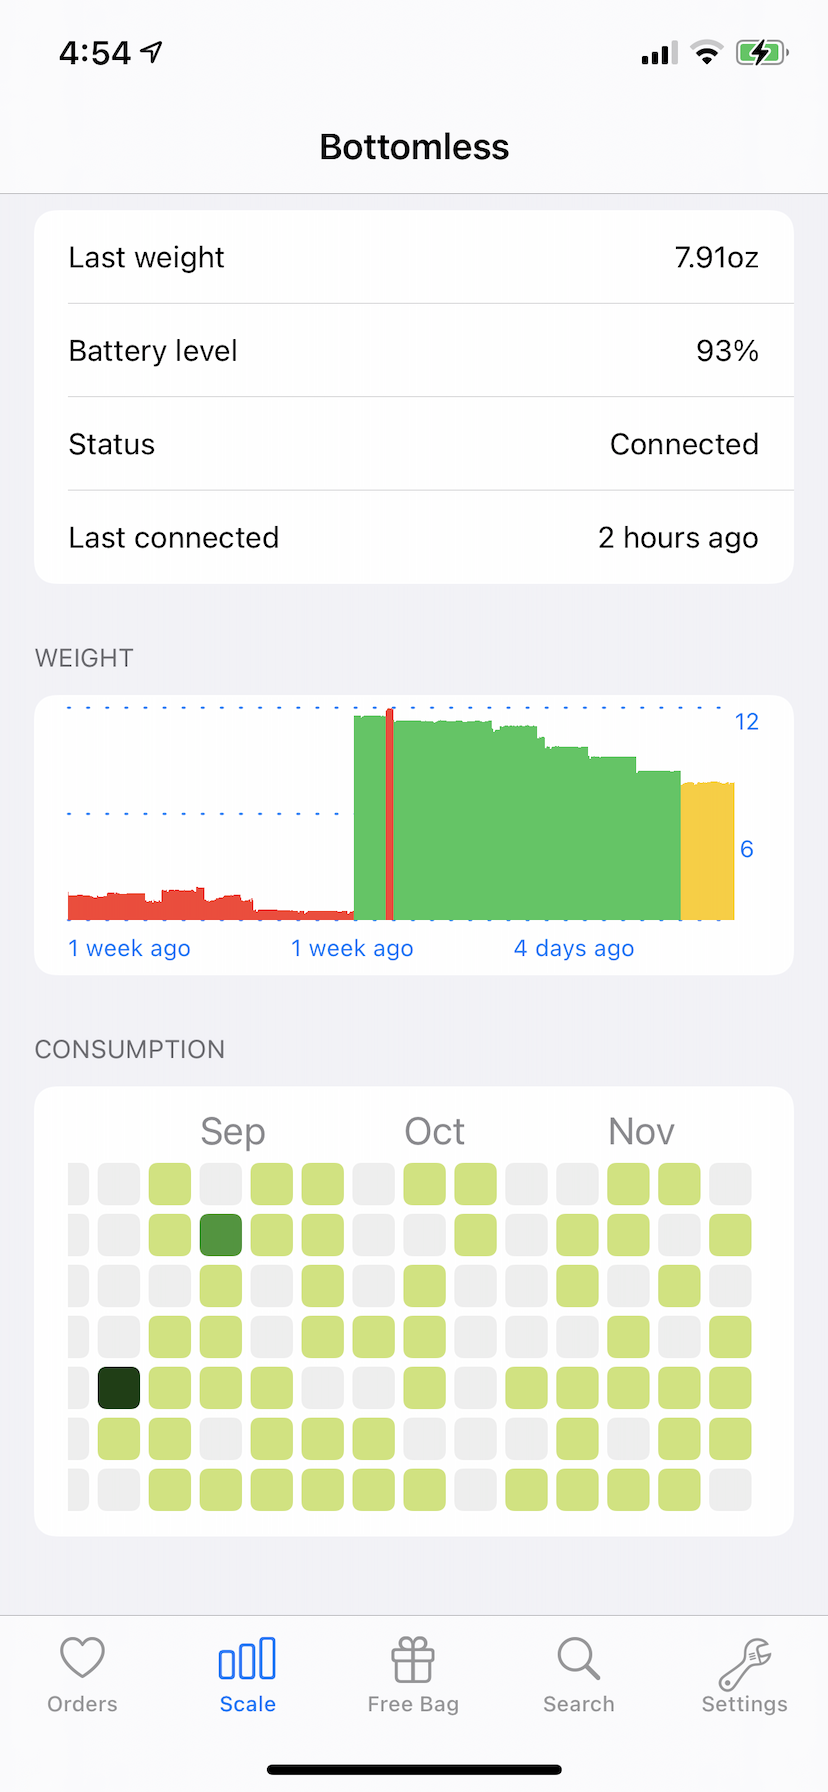 4:54
Bottomless
Last weight 7.91oz
Battery level 93%
Status Connected
Last connected 2 hours ago
WEIGHT
12
6
1 week ago 1 week ago 4 days ago
CONSUMPTION
Sep Oct Nov
Orders Scale Free Bag Search Settings